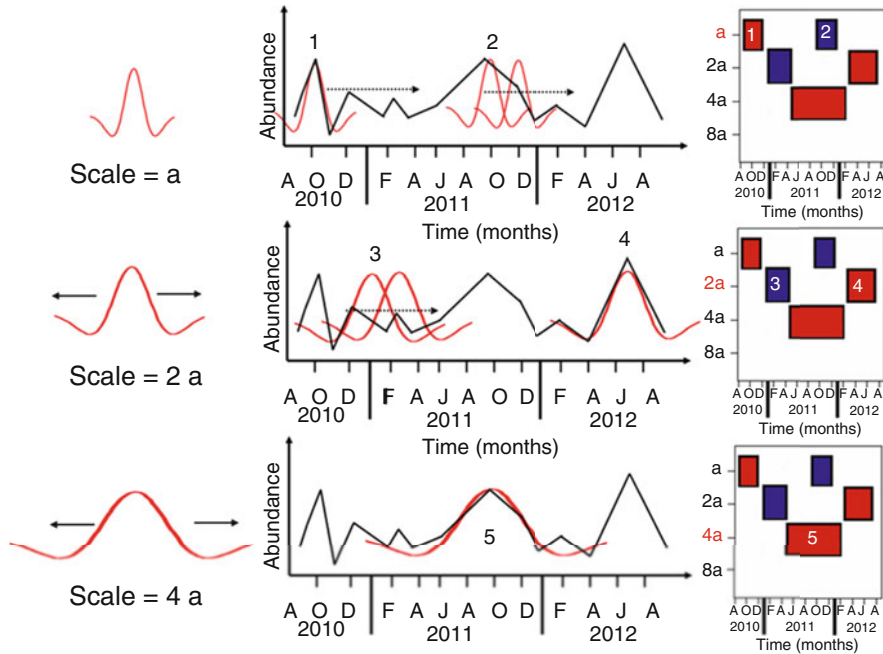 Scale = a
Abundance
1
2
A O D F A J A O D F A J A
2010 2011 2012
Time (months)
a
2a
4a
8a
1
2
A OD F A J A OD F A J A
2010 2011 2012
Time (months)
Scale = 2 a
Abundance
3
4
A O D F A J A O D F A J A
2010 2011 2012
Time (months)
a
2a
4a
8a
3
4
A OD F A J A OD F A J A
2010 2011 2012
Time (months)
Scale = 4 a
Abundance
5
A O D F A J A O D F A J A
2010 2011 2012
a
2a
4a
8a
5
A OD F A J A OD F A J A
2010 2011 2012
Time (months)